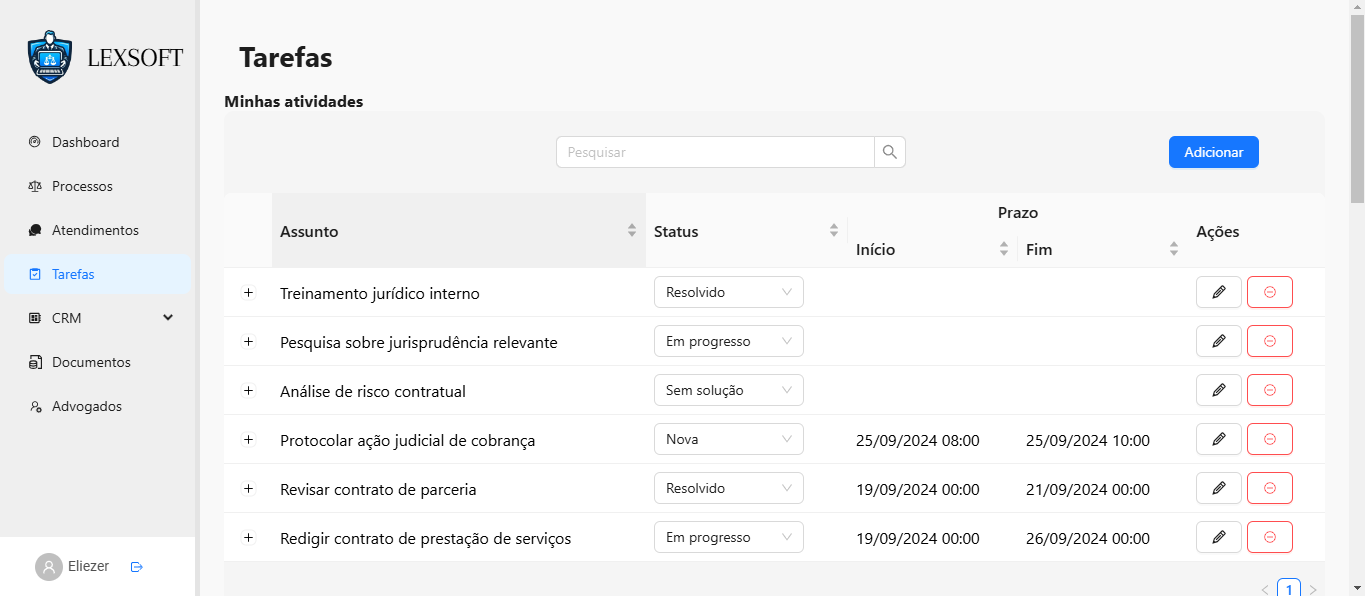 LEXSOFT
Dashboard
Processos
Atendimentos
Tarefas
CRM
Documentos
Advogados
Eliezer
Tarefas
Minhas atividades
Pesquisar
Adicionar
Assunto Status Prazo Ações
Início Fim
Treinamento jurídico interno Resolvido
Pesquisa sobre jurisprudência relevante Em progresso
Análise de risco contratual Sem solução
Protocolar ação judicial de cobrança Nova 25/09/2024 08:00 25/09/2024 10:00
Revisar contrato de parceria Resolvido 19/09/2024 00:00 21/09/2024 00:00
Redigir contrato de prestação de serviços Em progresso 19/09/2024 00:00 26/09/2024 00:00
1